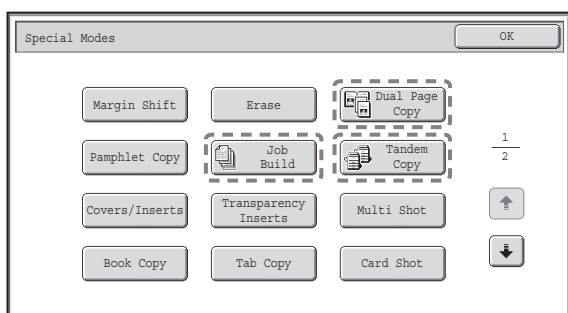 Special Modes
OK
Margin Shift
Erase
Dual Page
Copy
Pamphlet Copy
Job
Build
Tandem
Copy
1
2
Covers/Inserts
Transparency
Inserts
Multi Shot
Book Copy
Tab Copy
Card Shot